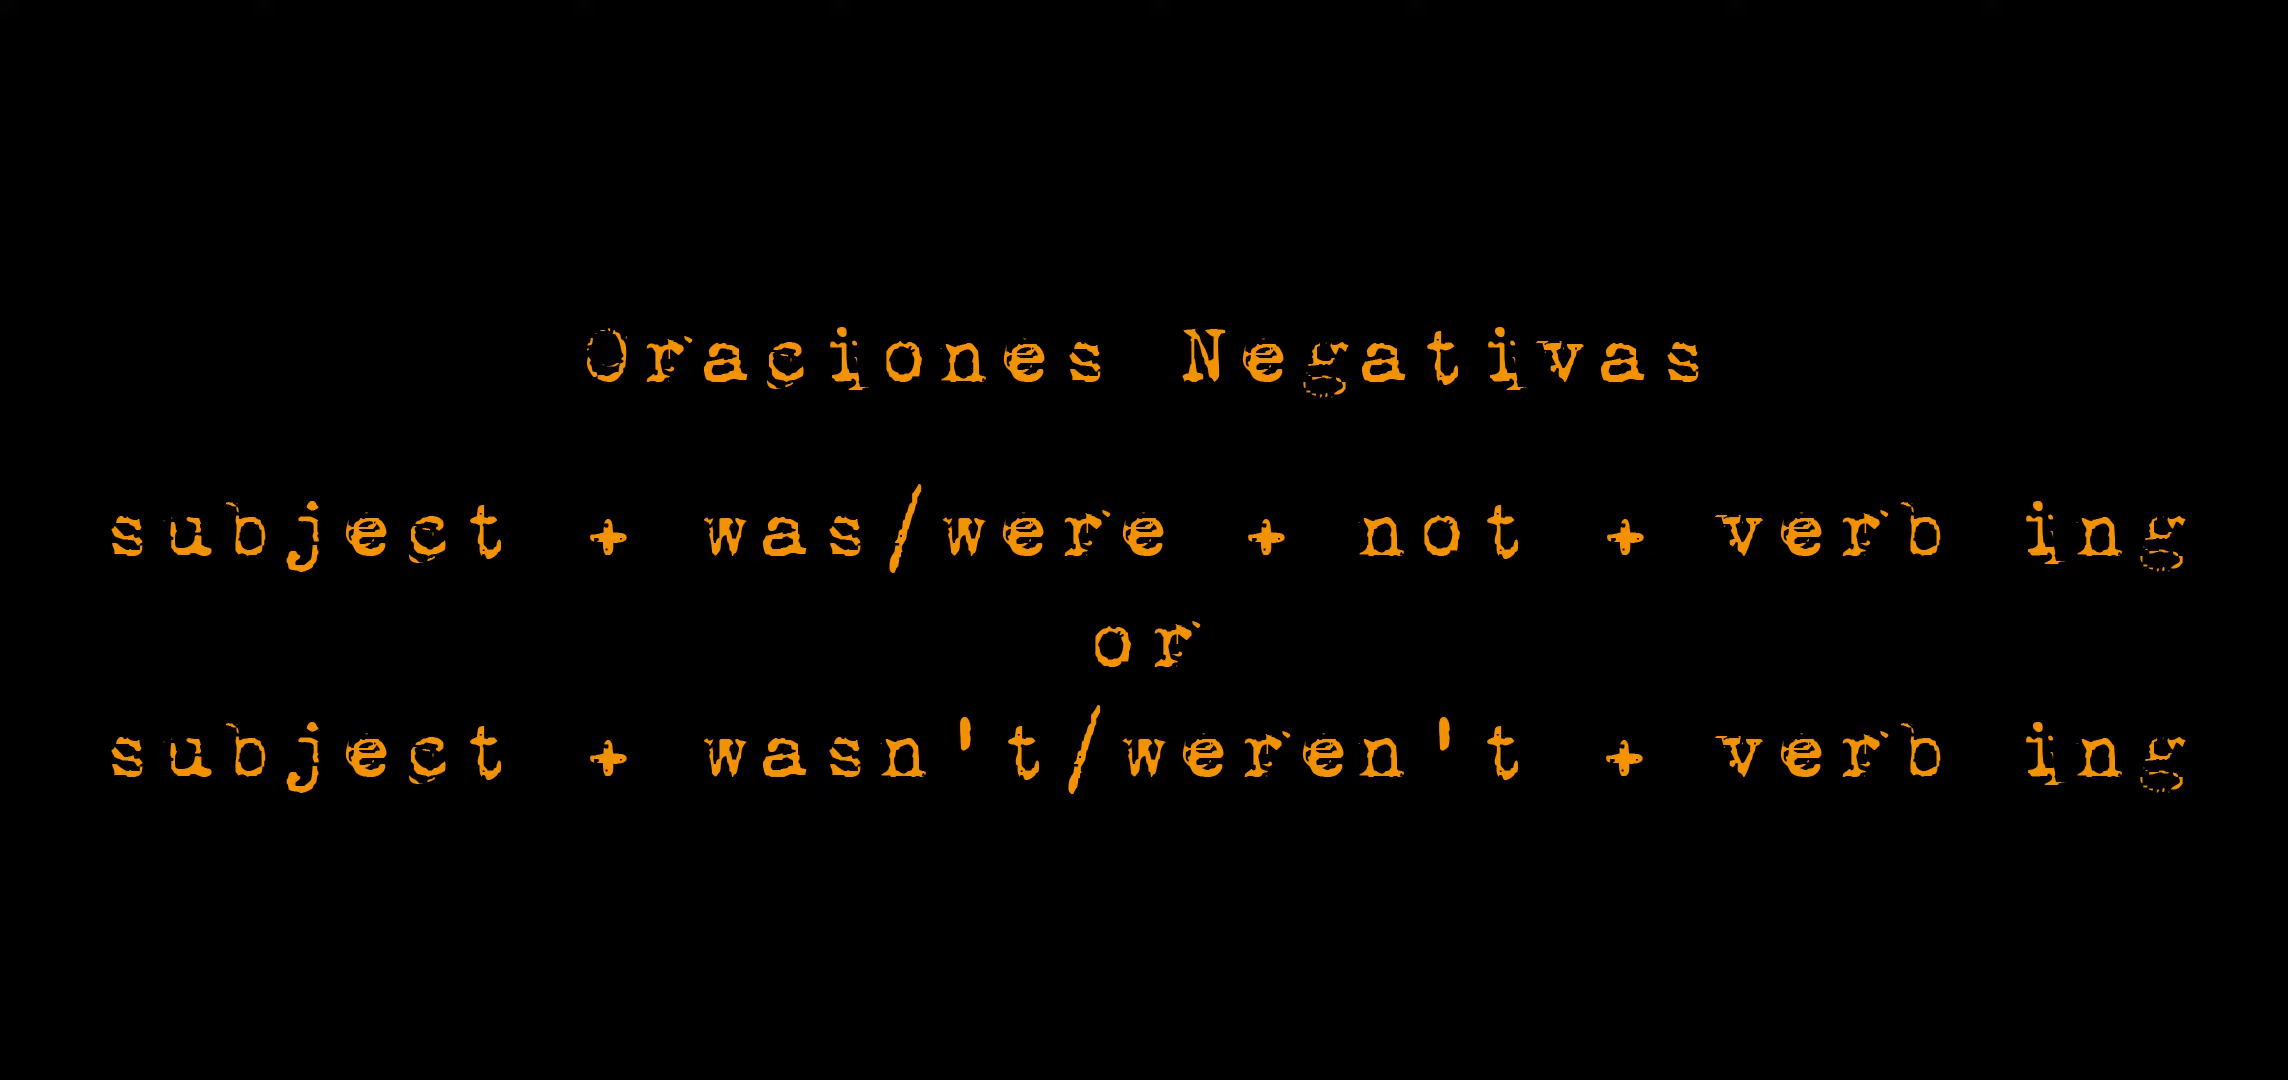 Oraciones Negativas
subject + was/were + not + verb ing
or
subject + wasn't/weren't + verb ing